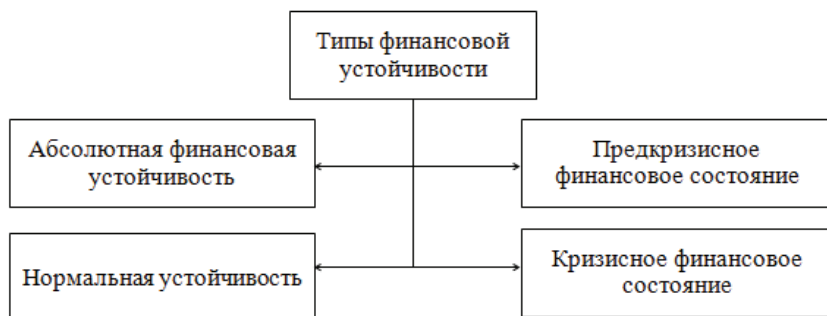 Типы финансовой
устойчивости
Абсолютная финансовая
устойчивость
Предкризисное
финансовое состояние
Нормальная устойчивость
Кризисное финансовое
состояние